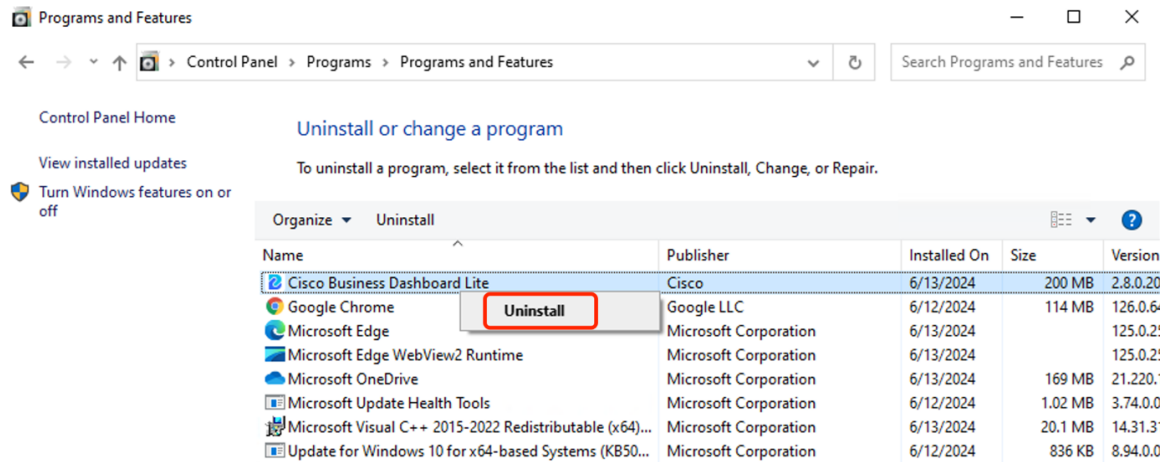 Programs and Features
Control Panel > Programs > Programs and Features
Search Programs and Features
Control Panel Home
View installed updates
Turn Windows features on or
off
Uninstall or change a program
To uninstall a program, select it from the list and then click Uninstall, Change, or Repair.
Organize Uninstall ?
Name Publisher Installed On Size Version
Cisco Business Dashboard Lite Cisco 6/13/2024 200 MB 2.8.0.20
Uninstall
Google Chrome Google LLC 6/12/2024 114 MB 126.0.64
Microsoft Edge Microsoft Corporation 6/13/2024 125.0.25
Microsoft Edge WebView2 Runtime Microsoft Corporation 6/13/2024 125.0.25
Microsoft OneDrive Microsoft Corporation 6/13/2024 169 MB 21.220.1
Microsoft Update Health Tools Microsoft Corporation 6/12/2024 1.02 MB 3.74.0.0
Microsoft Visual C++ 2015-2022 Redistributable (x64)... Microsoft Corporation 6/13/2024 20.1 MB 14.31.31
Update for Windows 10 for x64-based Systems (KB50... Microsoft Corporation 6/12/2024 836 KB 8.94.0.0